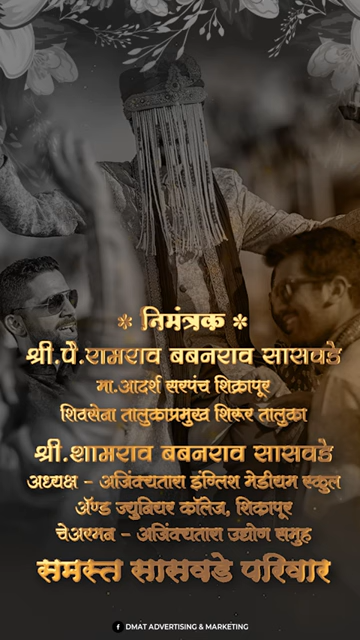 * निमंत्रक *
श्री.पै.रामराव बबनराव सासवडे
मा.आदर्श सरपंच शिक्रापूर
शिवसेना तालुकाप्रमुख शिरूर तालुका
श्री.शामराव बबनराव सासवडे
अध्यक्ष - अजिंक्यतारा इंग्लिश मेडीयम स्कुल
ॲण्ड ज्युनियर कॉलेज, शिक्रापूर
चेअरमन - अजिंक्यतारा उद्योग समुह
समस्त सासवडे परिवार
DMAT ADVERTISING & MARKETING